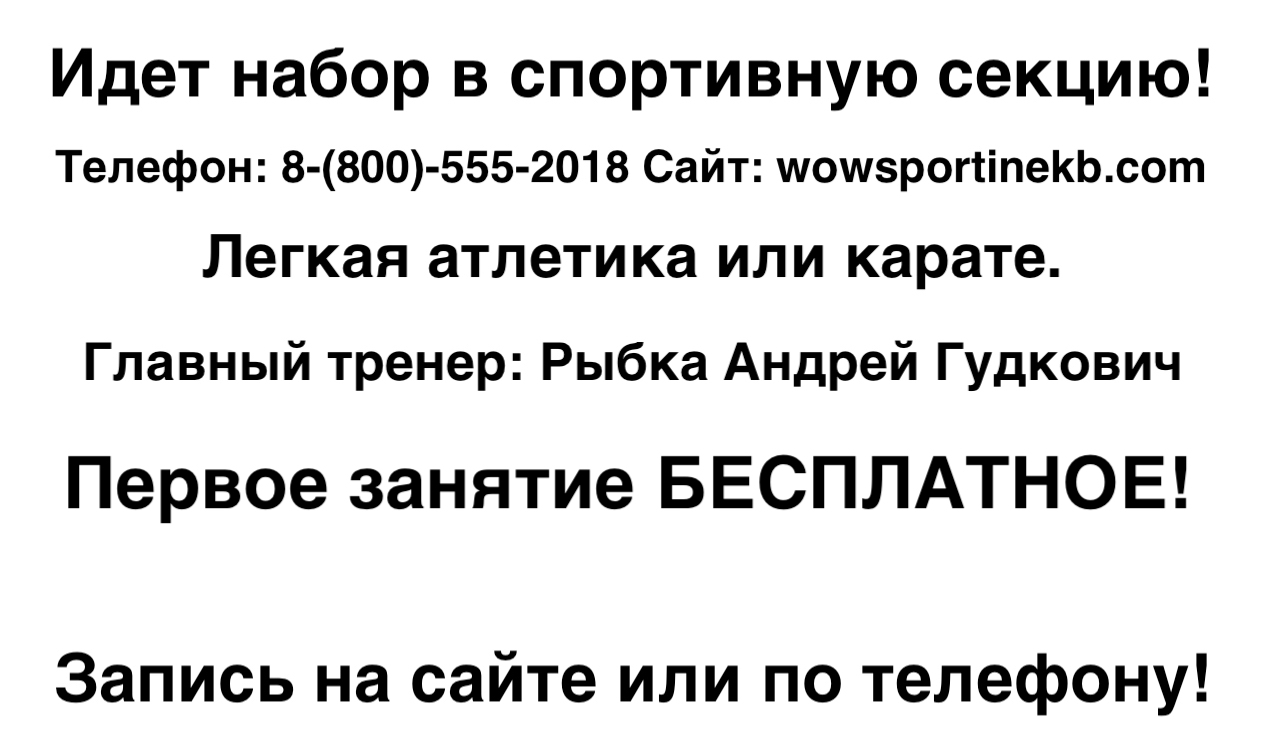 Идет набор в спортивную секцию!
Телефон: 8-(800)-555-2018 Сайт: wowsportinekb.com
Легкая атлетика или карате.
Главный тренер: Рыбка Андрей Гудкович
Первое занятие БЕСПЛАТНОЕ!
Запись на сайте или по телефону!